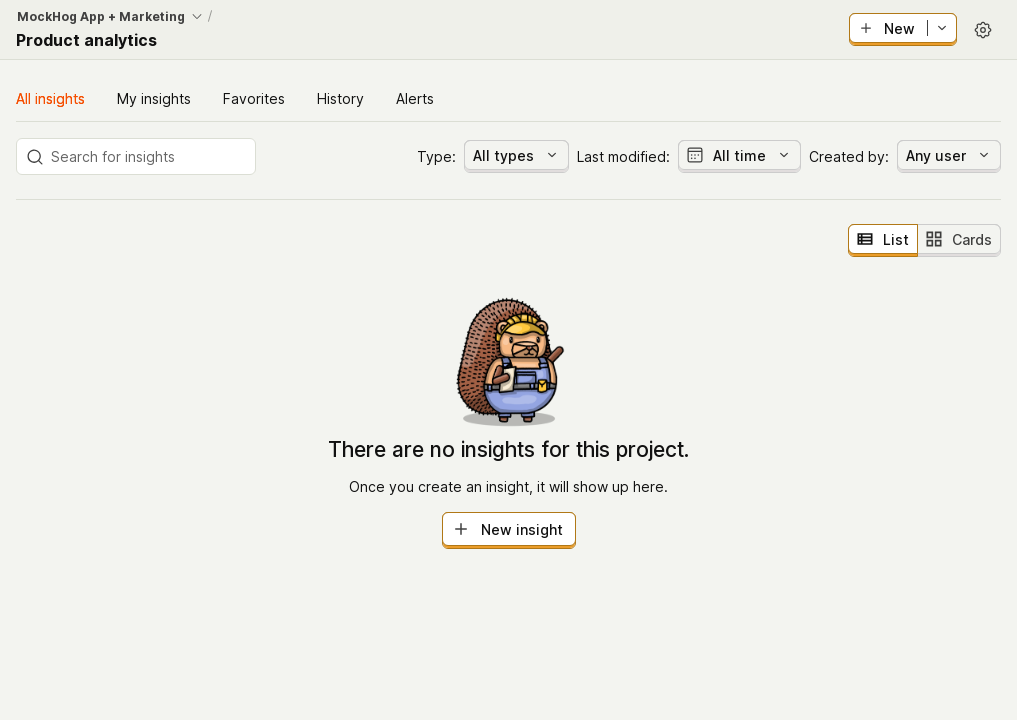 MockHog App + Marketing /
Product analytics
New
All insights My insights Favorites History Alerts
Search for insights Type: All types Last modified: All time Created by: Any user
List Cards
There are no insights for this project.
Once you create an insight, it will show up here.
New insight